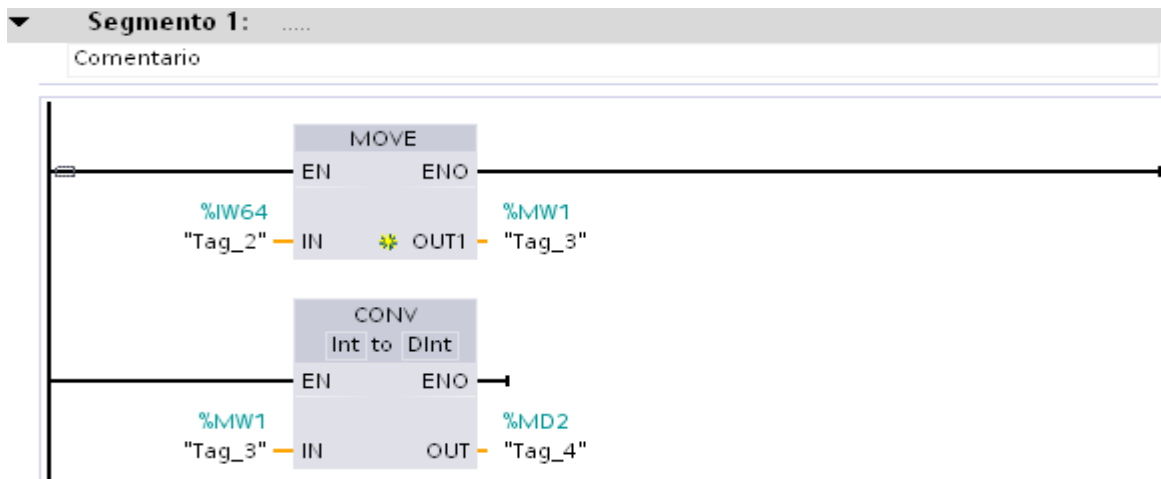 Segmento 1: .....
Comentario
MOVE
EN ENO
%IW64 %MW1
"Tag_2" IN OUT1 "Tag_3"
CONV
Int to DInt
EN ENO
%MW1 %MD2
"Tag_3" IN OUT "Tag_4"